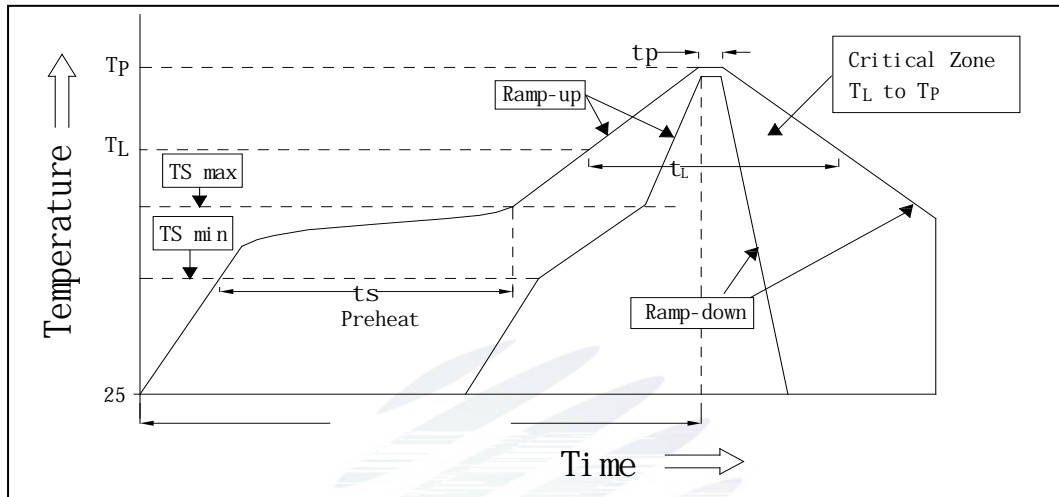 tp
Critical Zone
TL to TP
TP
Ramp-up
TL
tL
TS max
TS min
ts
Preheat
Ramp-down
Temperature
25
Time